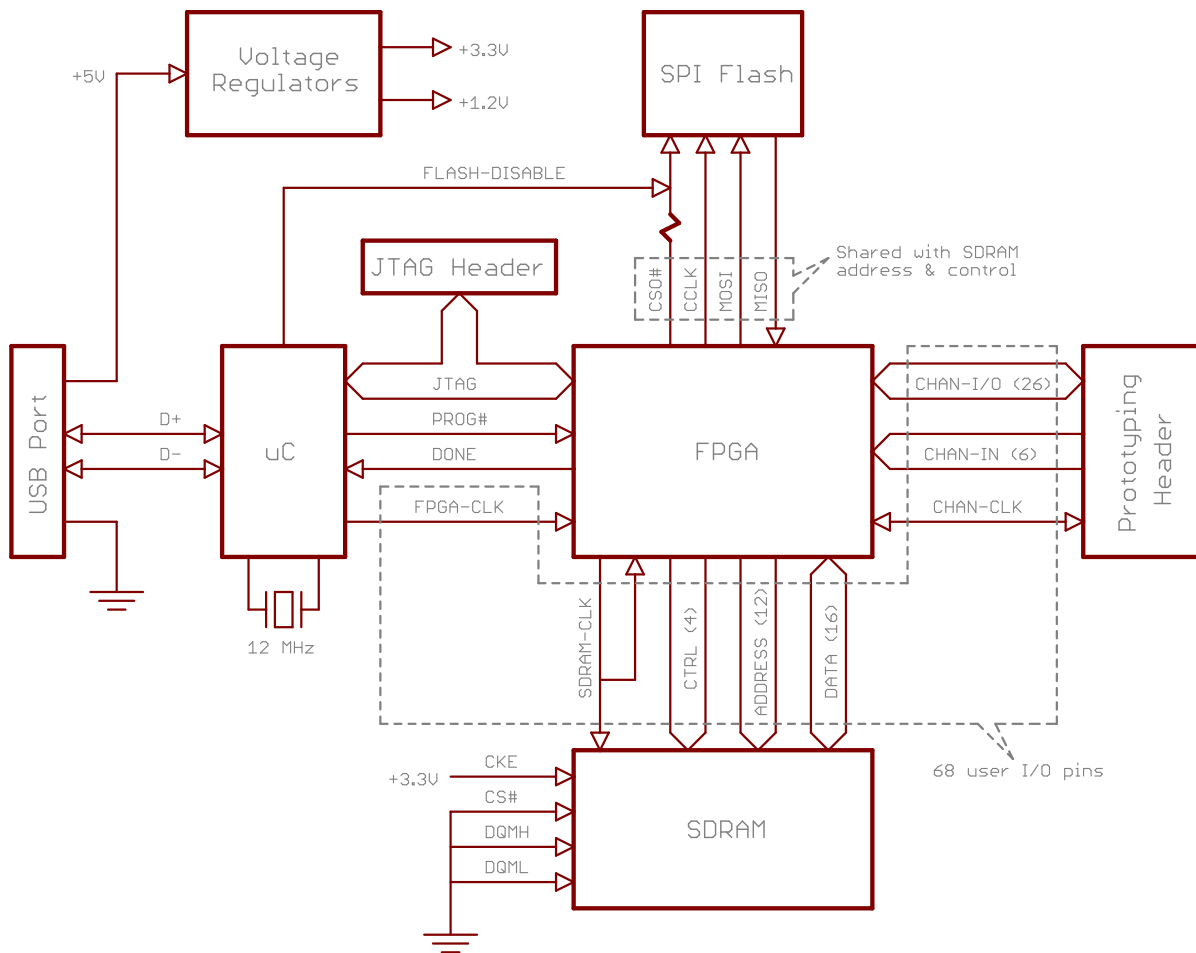 Voltage
Regulators
+5V
+3.3V
+1.2V
SPI Flash
FLASH-DISABLE
JTAG Header
CSO#
CCLK
MOSI
MISO
Shared with SDRAM
address & control
USB Port
D+
D-
uC
12 MHz
JTAG
PROG#
DONE
FPGA-CLK
FPGA
CHAN-I/O (26)
CHAN-IN (6)
CHAN-CLK
Prototyping
Header
SDRAM-CLK
CTRL (4)
ADDRESS (12)
DATA (16)
68 user I/O pins
+3.3V
CKE
CS#
DQMH
DQML
SDRAM